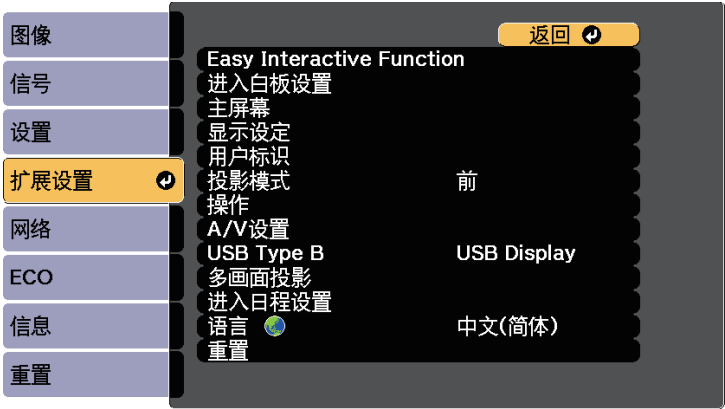 图像
信号
设置
扩展设置
网络
ECO
信息
重置
返回
Easy Interactive Function
进入白板设置
主屏幕
显示设定
用户标识
投影模式 前
操作
A/V设置
USB Type B USB Display
多画面投影
进入日程设置
语言 中文(简体)
重置